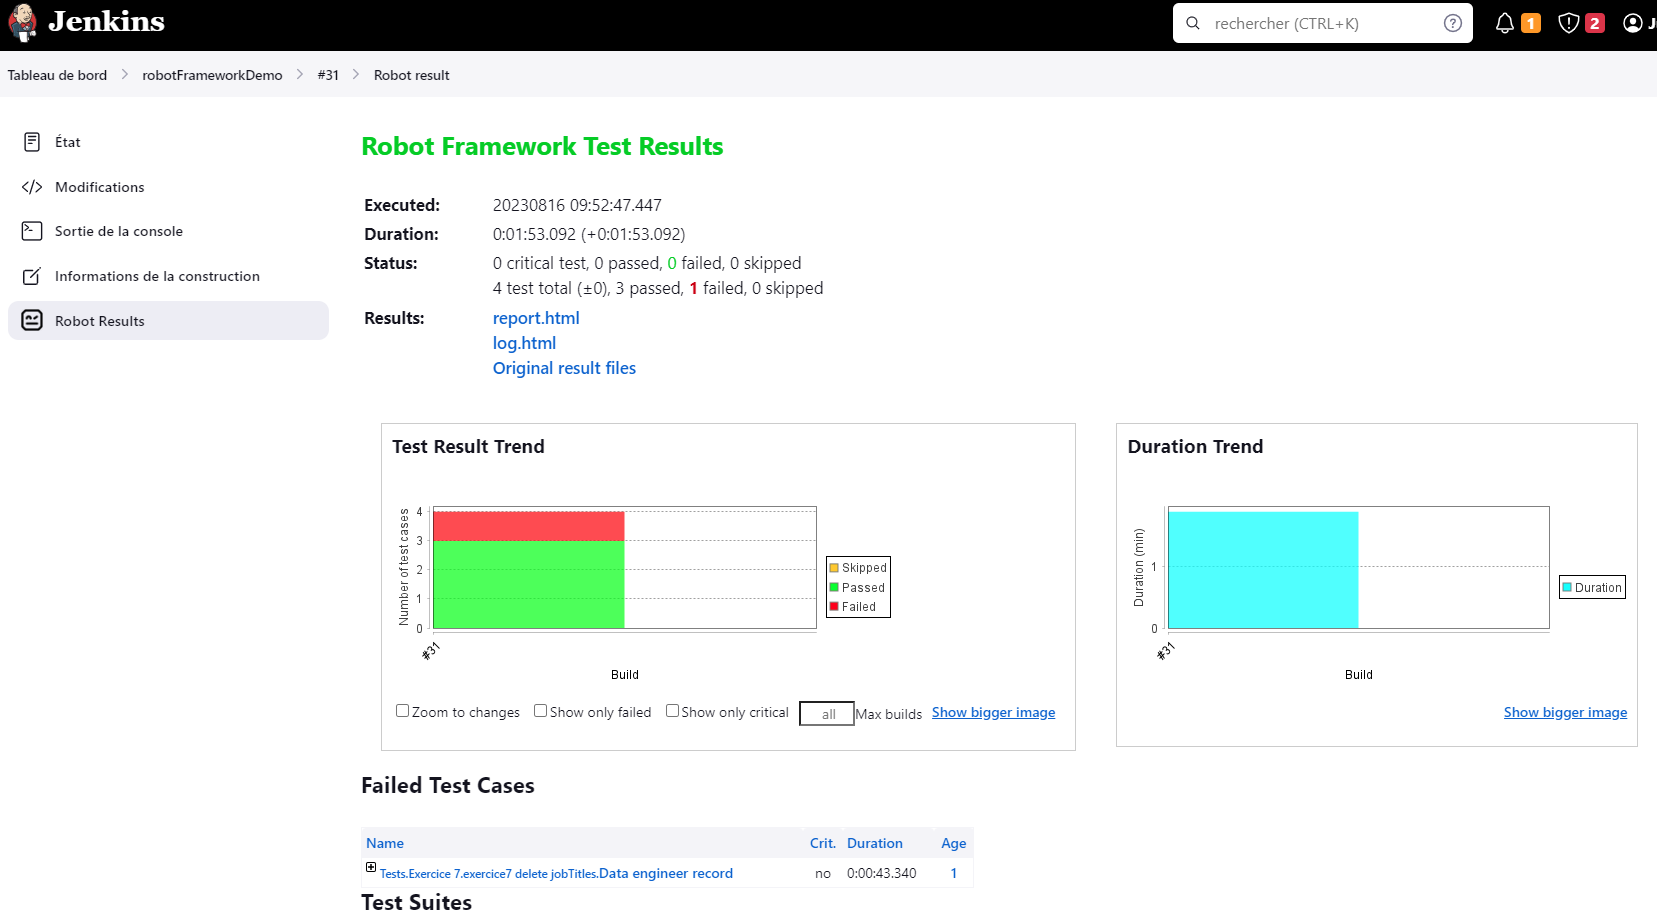 Jenkins
rechercher (CTRL+K)
1
2
J
Tableau de bord
robotFrameworkDemo
#31
Robot result
État
Modifications
Sortie de la console
Informations de la construction
Robot Results
Robot Framework Test Results
Executed: 20230816 09:52:47.447
Duration: 0:01:53.092 (+0:01:53.092)
Status: 0 critical test, 0 passed, 0 failed, 0 skipped
4 test total (±0), 3 passed, 1 failed, 0 skipped
Results: report.html
log.html
Original result files
Test Result Trend
Number of test cases
4
3
2
1
0
#31
Build
Skipped
Passed
Failed
Zoom to changes Show only failed Show only critical all Max builds Show bigger image
Duration Trend
Duration (min)
1
0
#31
Build
Duration
Show bigger image
Failed Test Cases
Name Crit. Duration Age
Tests.Exercice 7.exercice7 delete jobTitles.Data engineer record no 0:00:43.340 1
Test Suites